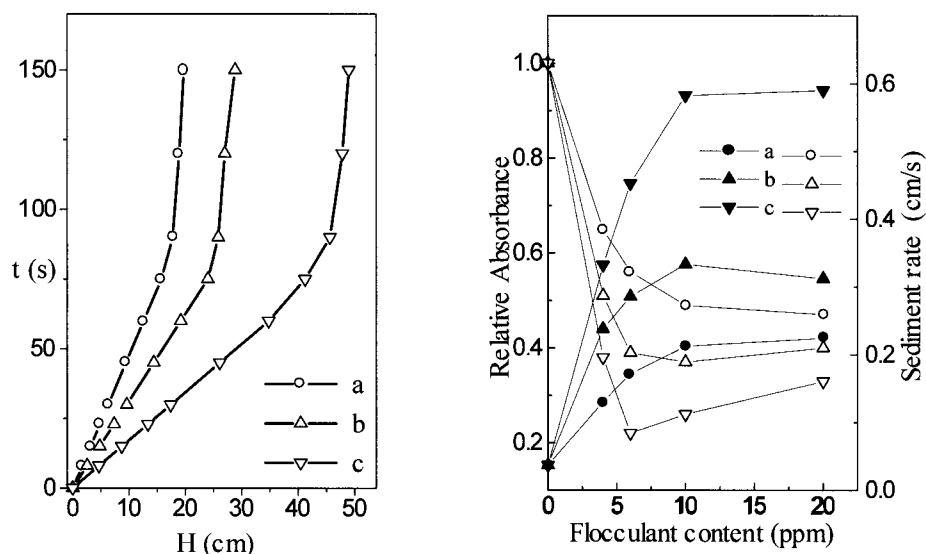 150
100
t (s)
50
0
0 10 20 30 40 50
H (cm)
a
b
c
1.0
0.8
0.6
0.4
0.2
Relative Absorbance
a
b
c
0.6
0.4
0.2
0.0
Sediment rate (cm/s)
0 5 10 15 20
Flocculant content (ppm)